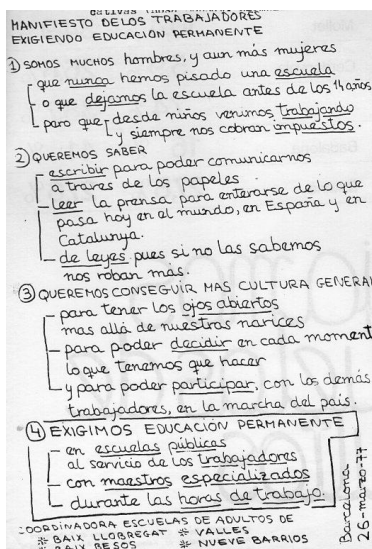 MANIFIESTO DE LOS TRABAJADORES
EXIGIENDO EDUCACIÓN PERMANENTE
1) SOMOS MUCHOS hombres, y aun más mujeres
que nunca hemos pisado una escuela
o que dejamos la escuela antes de los 14 años
pero que desde niños venimos trabajando
y siempre nos cobran impuestos.
2) QUEREMOS SABER
- escribir para poder comunicarnos
a traves de los papeles
- leer la prensa para enterarse de lo que
pasa hoy en el mundo, en España y en
Catalunya.
- de leyes pues si no las sabemos
nos roban más.
3) QUEREMOS CONSEGUIR MAS CULTURA GENERAL
- para tener los ojos abiertos
mas allá de nuestras narices
- para poder decidir en cada moment
lo que tenemos que hacer
- y para poder participar, con los demás
trabajadores, en la marcha del pais.
4) EXIGIMOS EDUCACIÓN PERMANENTE
- en escuelas públicas
al servicio de los trabajadores
- con maestros especializados
- durante las horas de trabajo.
COORDINADORA ESCUELAS DE ADULTOS DE
* BAIX LLOBREGAT * VALLES
* BAIX BESOS * NUEVE BARRIOS
Barcelona
26-marzo-77